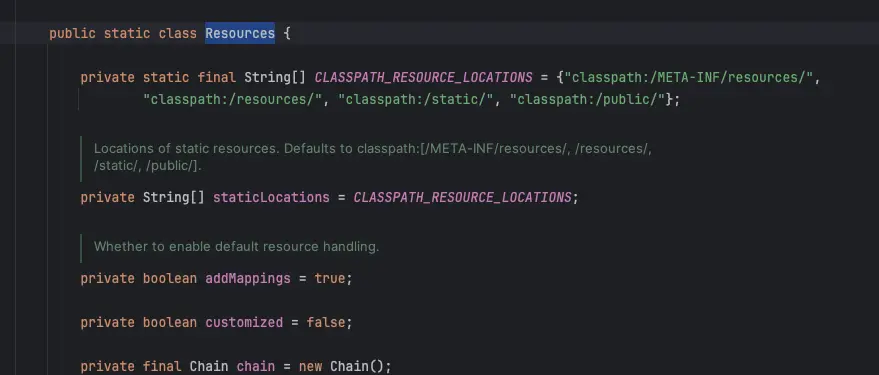 public static class Resources {
private static final String[] CLASSPATH_RESOURCE_LOCATIONS = {"classpath:/META-INF/resources/",
"classpath:/resources/", "classpath:/static/", "classpath:/public/"};
Locations of static resources. Defaults to classpath:[/META-INF/resources/, /resources/,
/static/, /public/].
private String[] staticLocations = CLASSPATH_RESOURCE_LOCATIONS;
Whether to enable default resource handling.
private boolean addMappings = true;
private boolean customized = false;
private final Chain chain = new Chain();